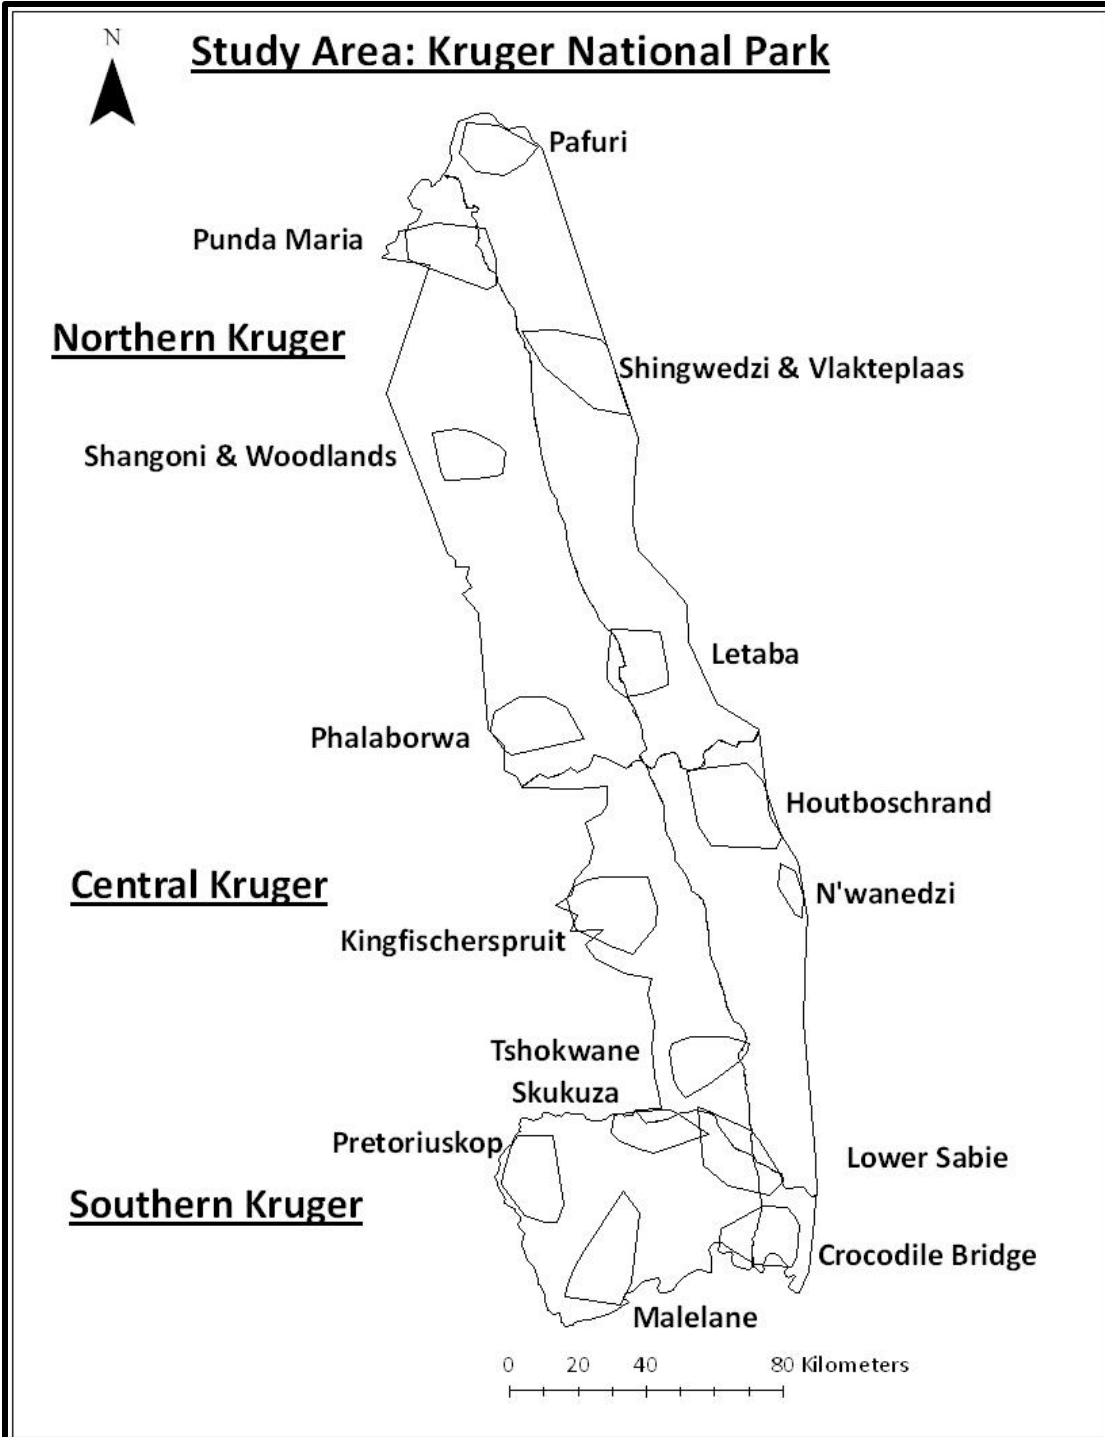 N
Study Area: Kruger National Park
Pafuri
Punda Maria
Northern Kruger
Shingwedzi & Vlakteplaas
Shangoni & Woodlands
Letaba
Phalaborwa
Houtboschrand
Central Kruger
N'wanedzi
Kingfischerspruit
Tshokwane
Skukuza
Pretoriuskop
Lower Sabie
Southern Kruger
Crocodile Bridge
Malelane
0 20 40 80 Kilometers